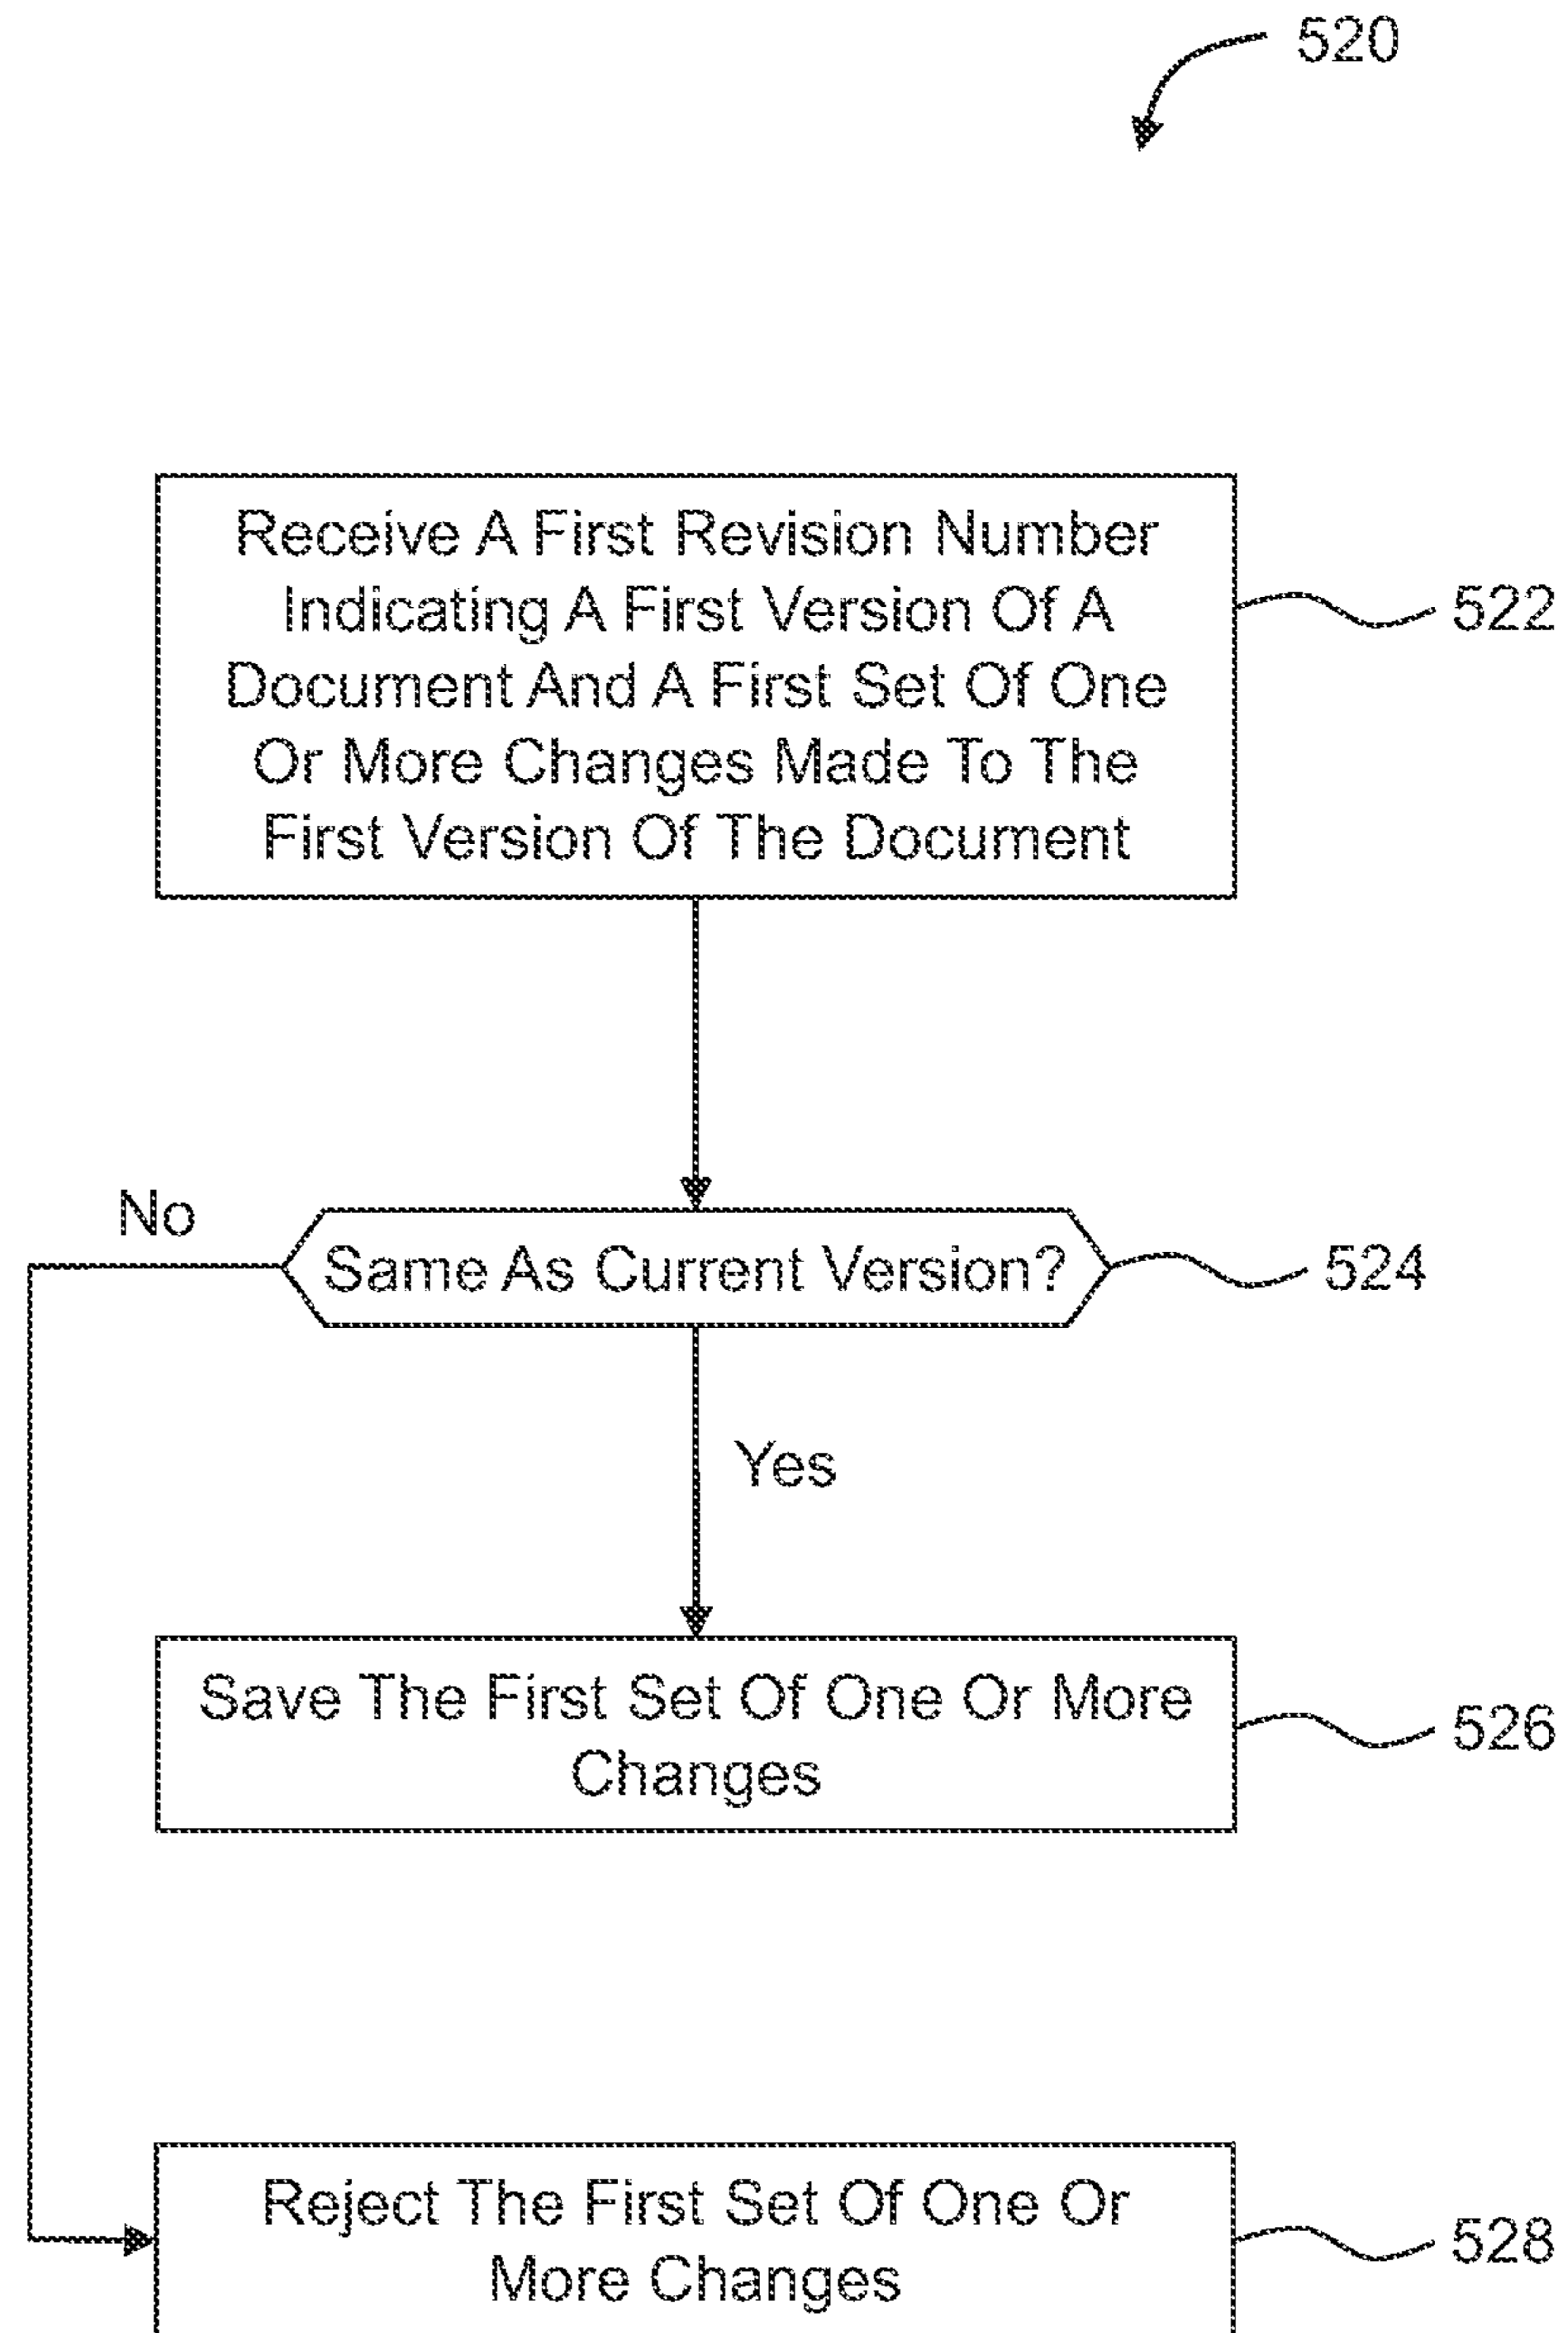 520
Receive A First Revision Number
Indicating A First Version Of A
Document And A First Set Of One
Or More Changes Made To The
First Version Of The Document
522
No
Same As Current Version?
524
Yes
Save The First Set Of One Or More
Changes
526
Reject The First Set Of One Or
More Changes
528